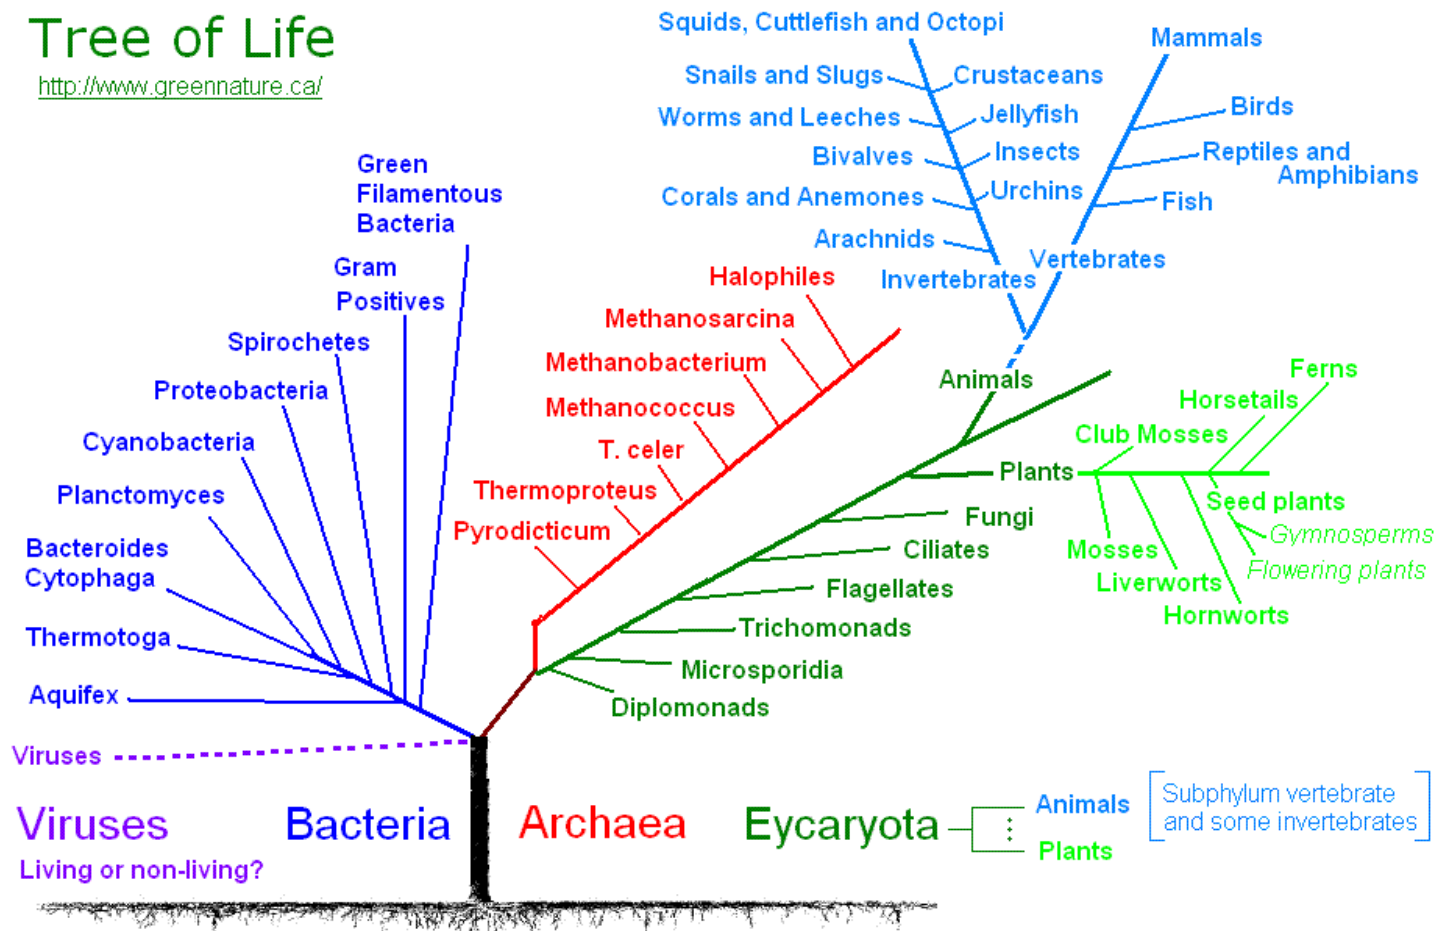 Tree of Life
http://www.greennature.ca/
Squids, Cuttlefish and Octopi
Snails and Slugs
Crustaceans
Worms and Leeches
Jellyfish
Bivalves
Insects
Corals and Anemones
Urchins
Arachnids
Invertebrates
Mammals
Birds
Reptiles and
Amphibians
Fish
Vertebrates
Green
Filamentous
Bacteria
Gram
Positives
Spirochetes
Proteobacteria
Cyanobacteria
Planctomyces
Bacteroides
Cytophaga
Thermotoga
Aquifex
Viruses
Halophiles
Methanosarcina
Methanobacterium
Methanococcus
T. celer
Thermoproteus
Pyrodicticum
Animals
Plants
Fungi
Ciliates
Flagellates
Trichomonads
Microsporidia
Diplomonads
Ferns
Horsetails
Club Mosses
Seed plants
Gymnosperms
Flowering plants
Mosses
Liverworts
Hornworts
Viruses
Living or non-living?
Bacteria
Archaea
Eycaryota
Animals
Plants
Subphylum vertebrate
and some invertebrates